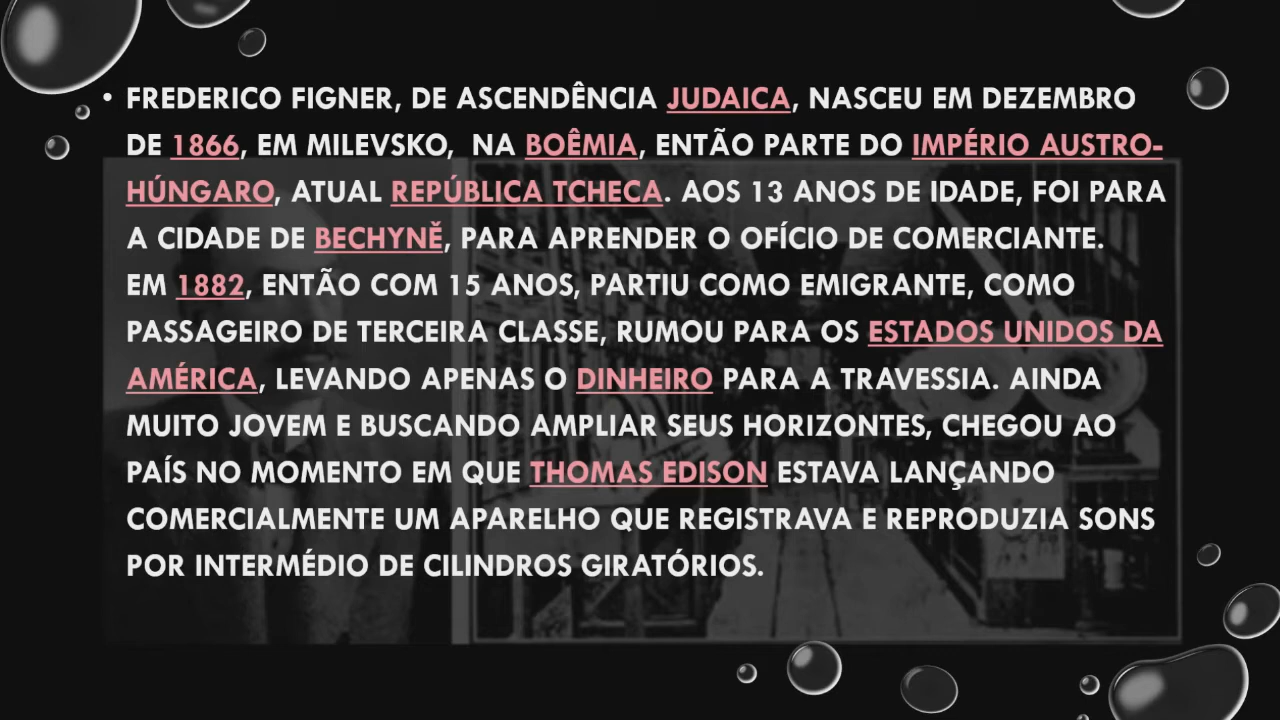 • FREDERICO FIGNER, DE ASCENDÊNCIA JUDAICA, NASCEU EM DEZEMBRO
DE 1866, EM MILEVSKO, NA BOÊMIA, ENTÃO PARTE DO IMPÉRIO AUSTRO-
HÚNGARO, ATUAL REPÚBLICA TCHECA. AOS 13 ANOS DE IDADE, FOI PARA
A CIDADE DE BECHYNĚ, PARA APRENDER O OFÍCIO DE COMERCIANTE.
EM 1882, ENTÃO COM 15 ANOS, PARTIU COMO EMIGRANTE, COMO
PASSAGEIRO DE TERCEIRA CLASSE, RUMOU PARA OS ESTADOS UNIDOS DA
AMÉRICA, LEVANDO APENAS O DINHEIRO PARA A TRAVESSIA. AINDA
MUITO JOVEM E BUSCANDO AMPLIAR SEUS HORIZONTES, CHEGOU AO
PAÍS NO MOMENTO EM QUE THOMAS EDISON ESTAVA LANÇANDO
COMERCIALMENTE UM APARELHO QUE REGISTRAVA E REPRODUZIA SONS
POR INTERMÉDIO DE CILINDROS GIRATÓRIOS.